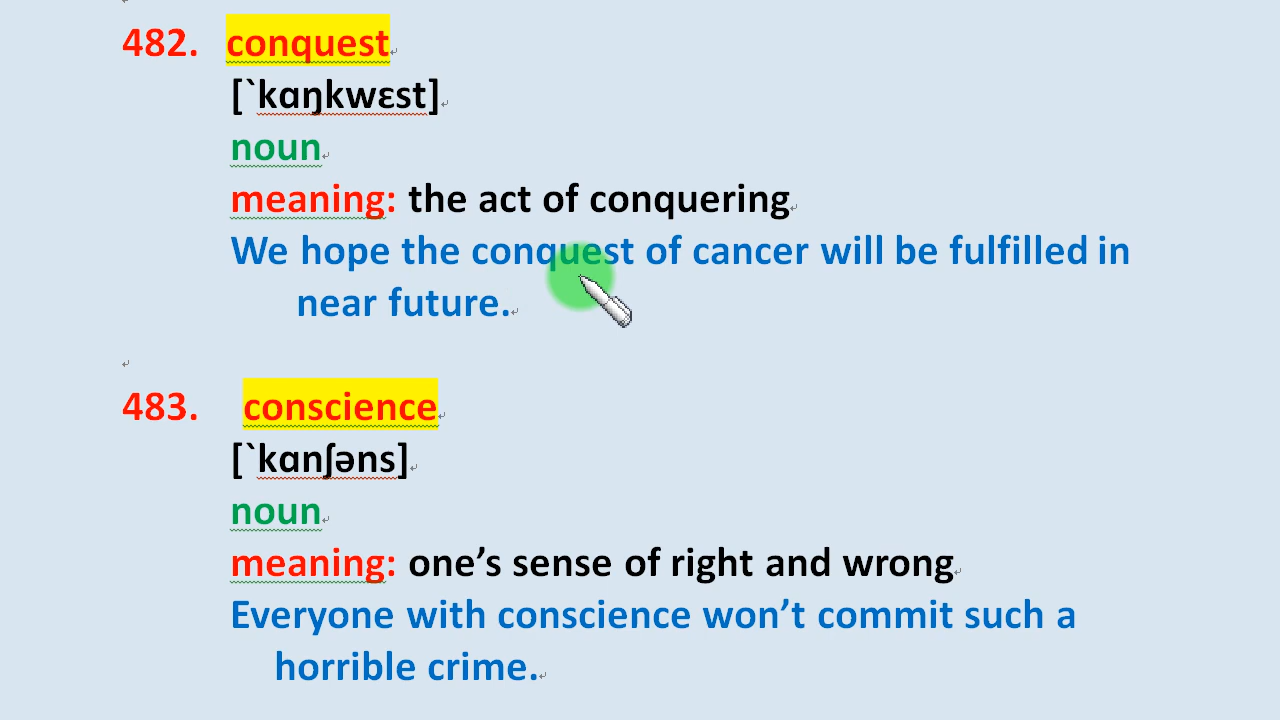 482. conquest
[`kɑŋkwɛst]
noun
meaning: the act of conquering
We hope the conquest of cancer will be fulfilled in
near future.
483. conscience
[`kɑnʃəns]
noun
meaning: one’s sense of right and wrong
Everyone with conscience won’t commit such a
horrible crime.